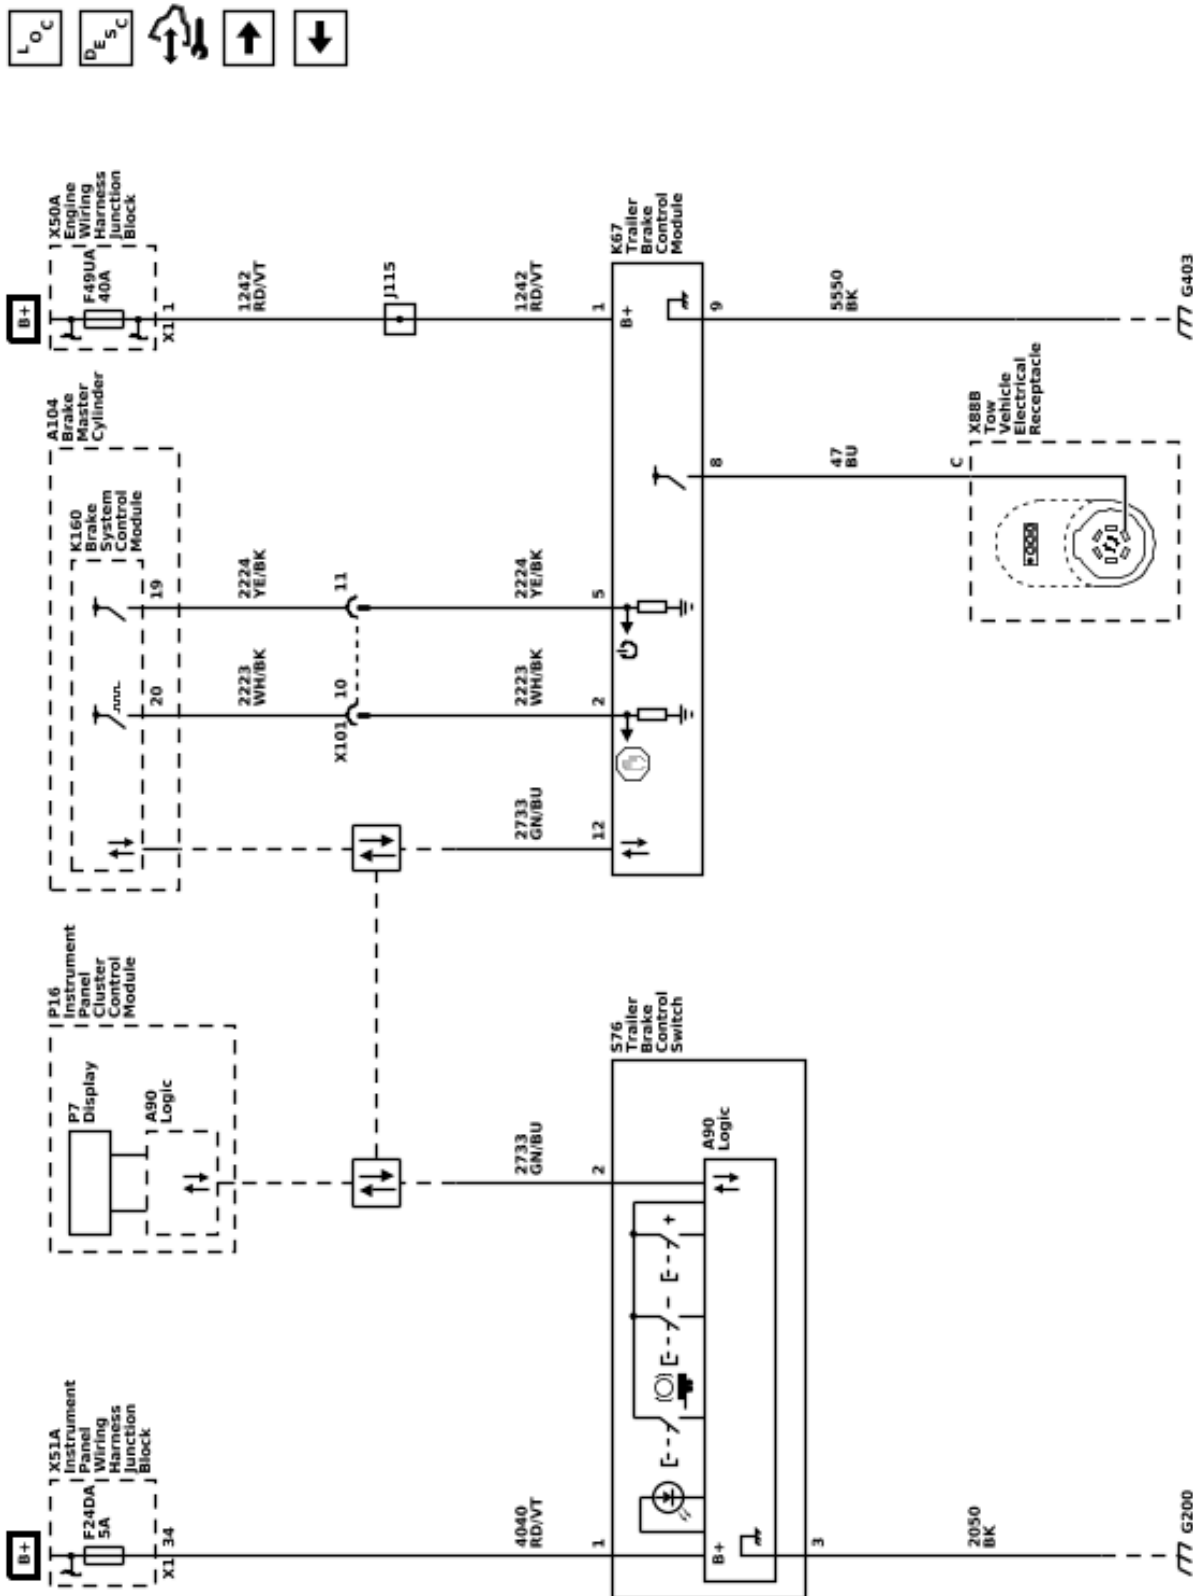 LOC
DESC
B+
X51A
Instrument
Panel
Wiring
Harness
Junction
Block
F24DA
5A
X1 34
4040
RD/VT
1
P16
Instrument
Panel
Cluster
Control
Module
P7
Display
A90
Logic
2733
GN/BU
2
S76
Trailer
Brake
Control
Switch
A90
Logic
B+
+
3
2050
BK
G200
A104
Brake
Master
Cylinder
K160
Brake
System
Control
Module
20
19
2223
WH/BK
2224
YE/BK
X101
10
11
2733
GN/BU
2223
WH/BK
2224
YE/BK
12
2
5
B+
X50A
Engine
Wiring
Harness
Junction
Block
F49UA
40A
X1 1
1242
RD/VT
J115
1242
RD/VT
1
K67
Trailer
Brake
Control
Module
B+
8
9
47
BU
5550
BK
C
X88B
Tow
Vehicle
Electrical
Receptacle
G403